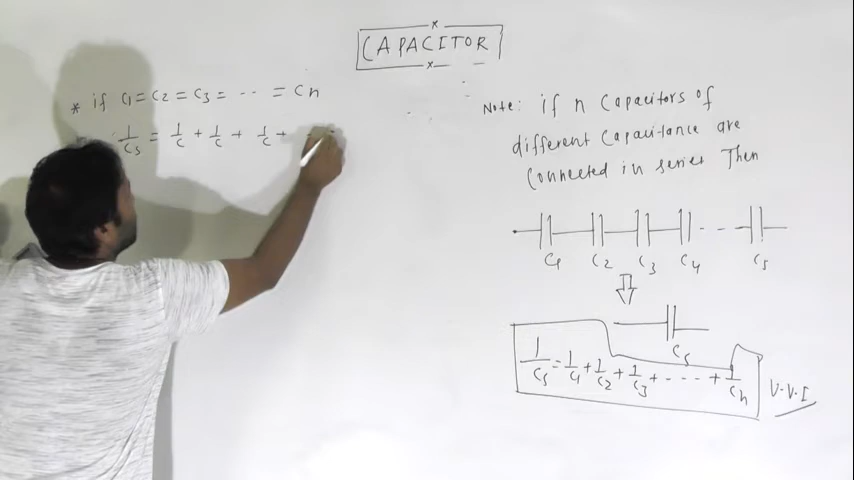 CAPACITOR
* if C1 = C2 = C3 = --- = Cn
1/Cs = 1/C + 1/C + 1/C + ---
Note: if n Capacitors of
different Capacitance are
Connected in series Then
C1 C2 C3 C4 --- Cs
Cs
1/Cs = 1/C1 + 1/C2 + 1/C3 + ---- + 1/Cn
V.V.I